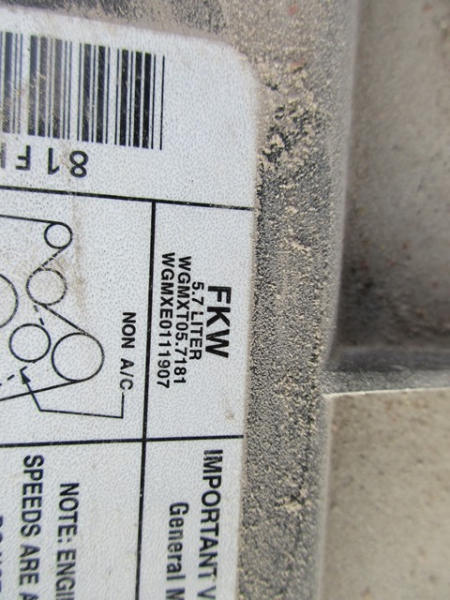 81F
FKW
5.7 LITER
WGMXT05.7181
WGMXE0111907
NON A/C
IMPORTANT V
General M
NOTE: ENGI
SPEEDS ARE A